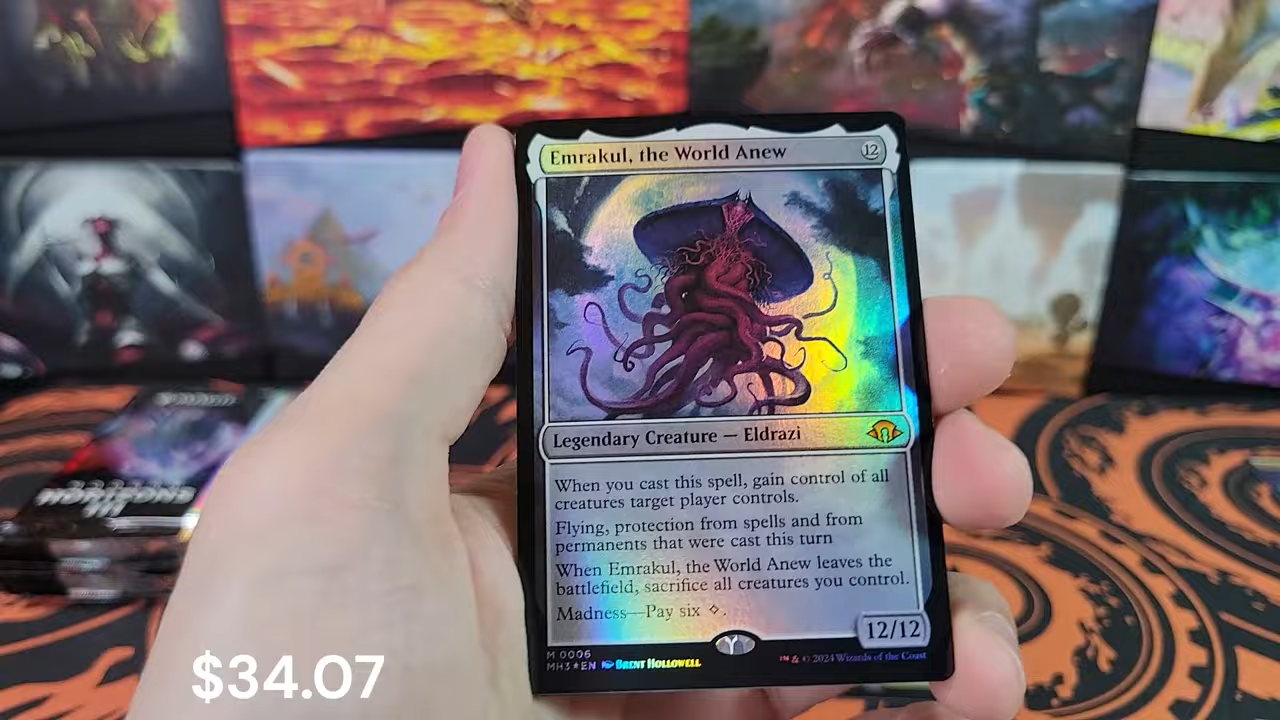 Emrakul, the World Anew 12
Legendary Creature — Eldrazi
When you cast this spell, gain control of all
creatures target player controls.
Flying, protection from spells and from
permanents that were cast this turn
When Emrakul, the World Anew leaves the
battlefield, sacrifice all creatures you control.
Madness—Pay six ◇.
12/12
M 0006
MH3★EN Brent Hollowell
™ & © 2024 Wizards of the Coast
HORIZONS
III
$34.07